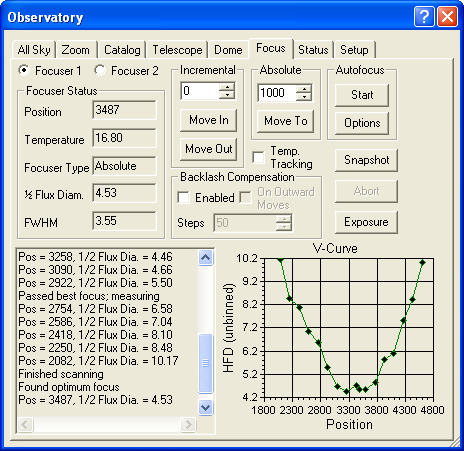 Observatory
All Sky Zoom Catalog Telescope Dome Focus Status Setup
Focuser 1 Focuser 2
Focuser Status
Position 3487
Temperature 16.80
Focuser Type Absolute
½ Flux Diam. 4.53
FWHM 3.55
Incremental
0
Move In
Move Out
Absolute
1000
Move To
Autofocus
Start
Options
Temp.
Tracking
Snapshot
Backlash Compensation
Enabled On Outward
Moves
Steps 50
Abort
Exposure
Pos = 3258, 1/2 Flux Dia. = 4.46
Pos = 3090, 1/2 Flux Dia. = 4.66
Pos = 2922, 1/2 Flux Dia. = 5.50
Passed best focus; measuring
Pos = 2754, 1/2 Flux Dia. = 6.58
Pos = 2586, 1/2 Flux Dia. = 7.04
Pos = 2418, 1/2 Flux Dia. = 8.10
Pos = 2250, 1/2 Flux Dia. = 8.48
Pos = 2082, 1/2 Flux Dia. = 10.17
Finished scanning
Found optimum focus
Pos = 3487, 1/2 Flux Dia. = 4.53
V-Curve
HFD (unbinned)
10.2
9.2
8.2
7.2
6.2
5.2
4.2
1800 2300 2800 3300 3800 4300 4800
Position